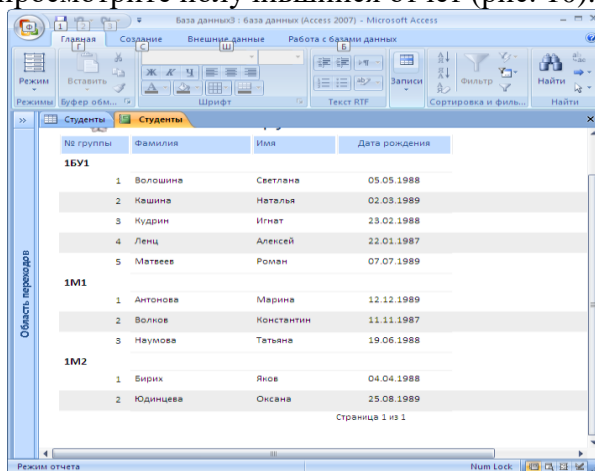 просмотрите получившийся отчет (рис. 16).
База данных3 : база данных (Access 2007) - Microsoft Access
1 2 3
Главная Создание Внешние данные Работа с базами данных
Г С Ш Б
Режим Вставить Ж К Ч Записи Фильтр Найти
Режимы Буфер обм... Шрифт Текст RTF Сортировка и филь... Найти
Студенты Студенты
№ группы Фамилия Имя Дата рождения
1БУ1
1 Волошина Светлана 05.05.1988
2 Кашина Наталья 02.03.1989
3 Кудрин Игнат 23.02.1988
4 Ленц Алексей 22.01.1987
5 Матвеев Роман 07.07.1989
1М1
1 Антонова Марина 12.12.1989
2 Волков Константин 11.11.1987
3 Наумова Татьяна 19.06.1988
1М2
1 Бирих Яков 04.04.1988
2 Юдинцева Оксана 25.08.1989
Страница 1 из 1
Область переходов
Режим отчета Num Lock